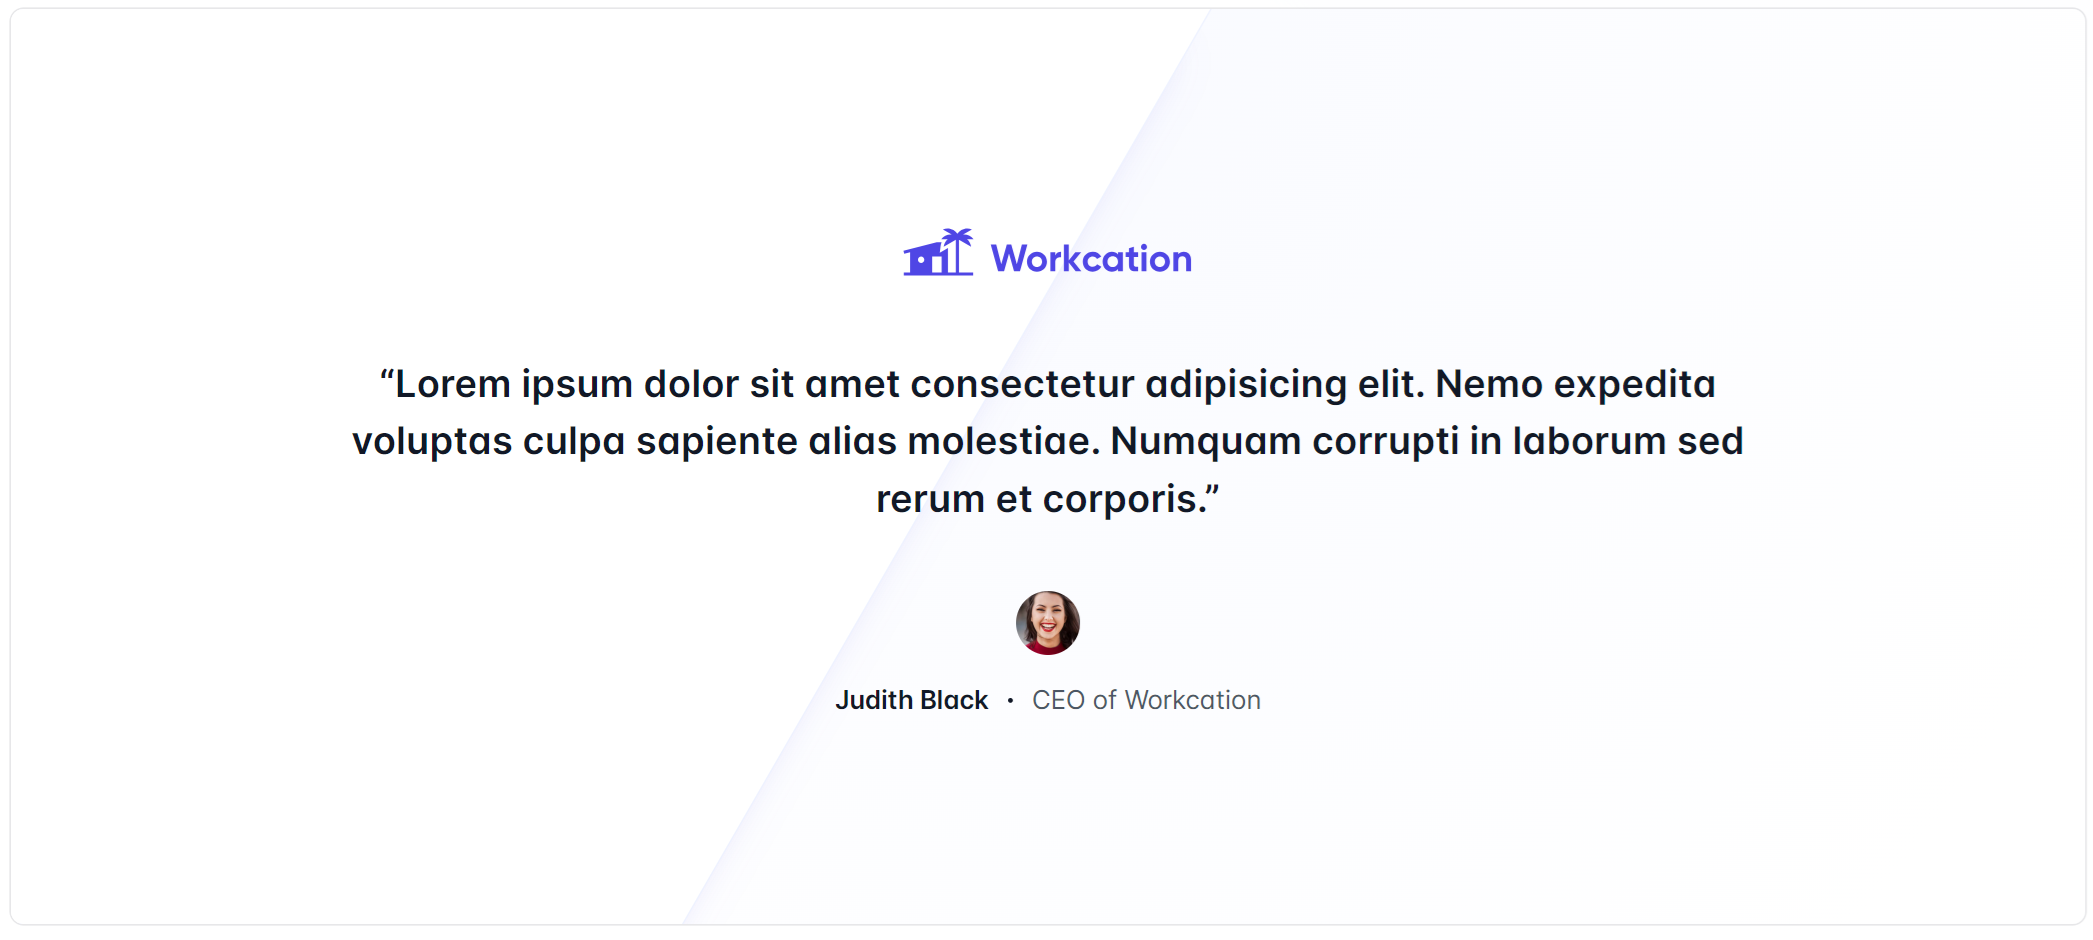 Workcation
“Lorem ipsum dolor sit amet consectetur adipisicing elit. Nemo expedita
voluptas culpa sapiente alias molestiae. Numquam corrupti in laborum sed
rerum et corporis.”
Judith Black · CEO of Workcation